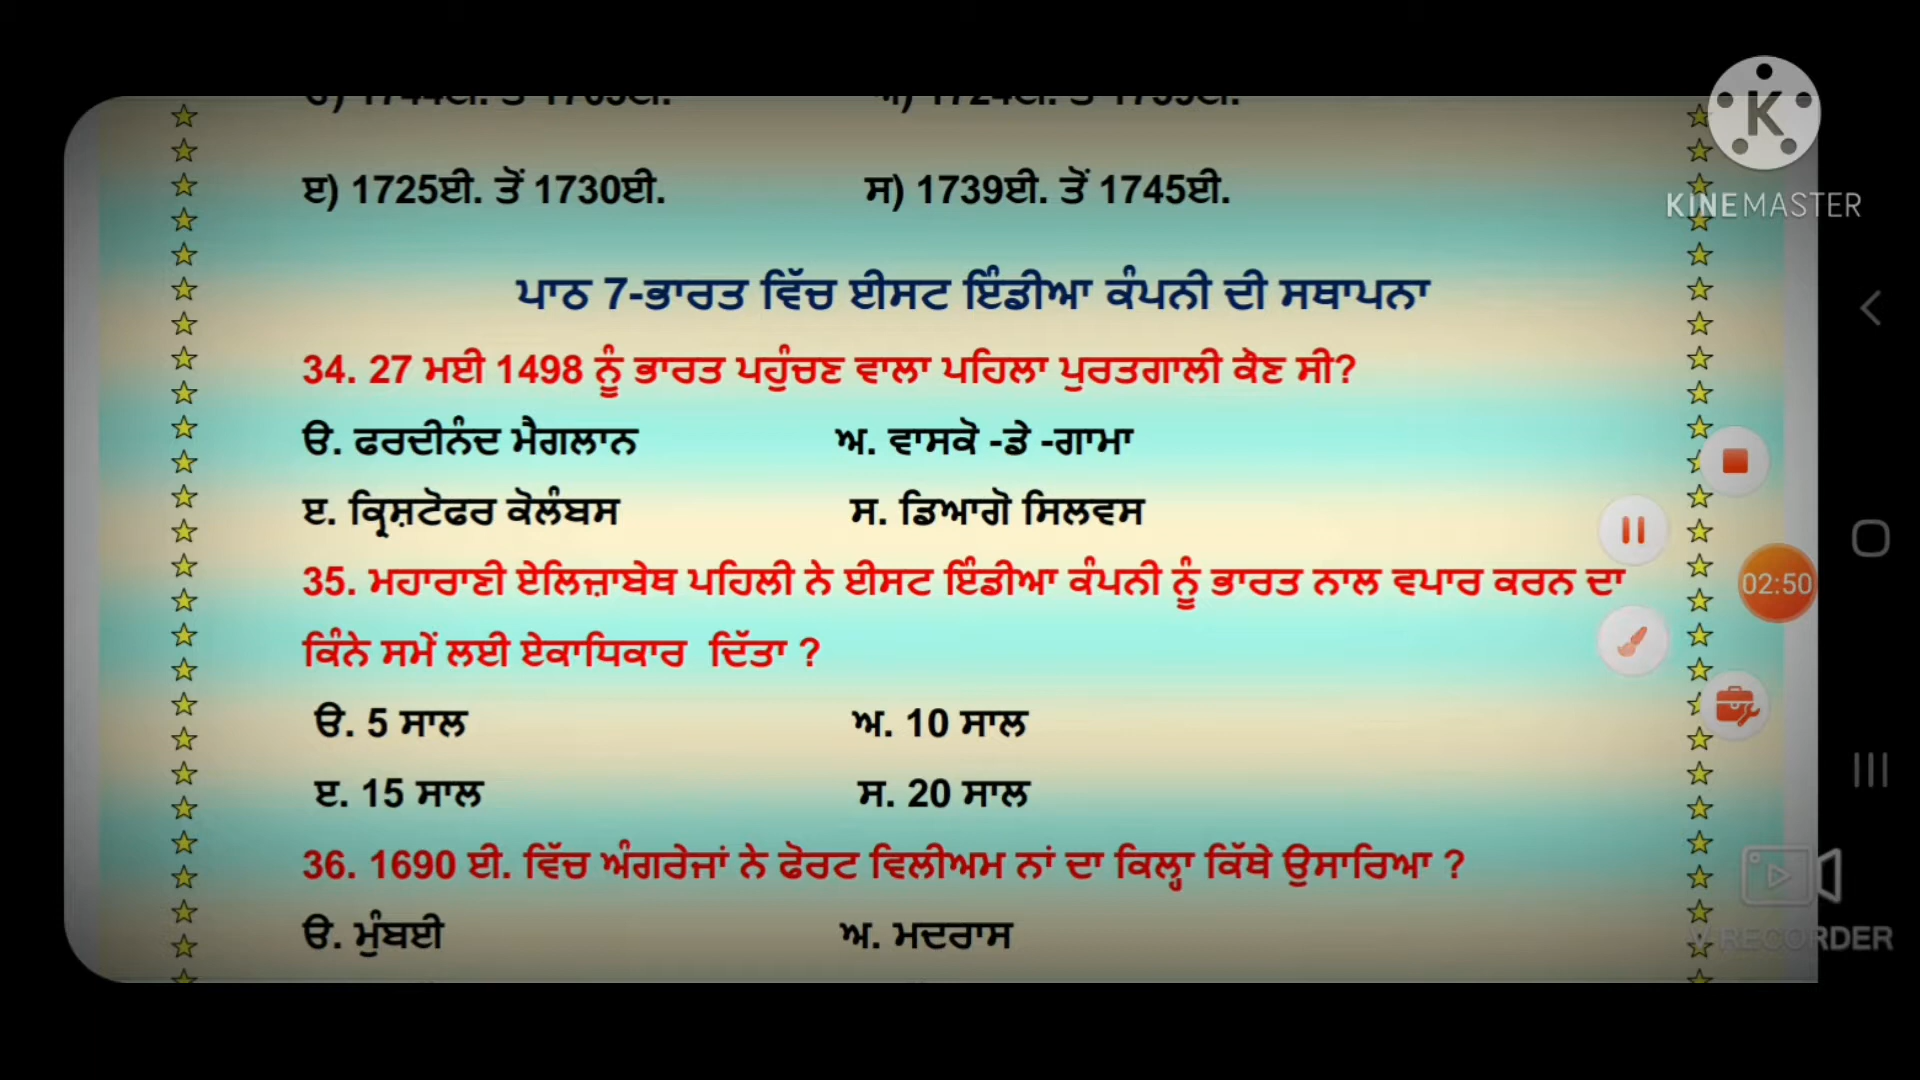 ੲ) 1725ਈ. ਤੋਂ 1730ਈ. ਸ) 1739ਈ. ਤੋਂ 1745ਈ.
KINEMASTER
ਪਾਠ 7-ਭਾਰਤ ਵਿੱਚ ਈਸਟ ਇੰਡੀਆ ਕੰਪਨੀ ਦੀ ਸਥਾਪਨਾ
34. 27 ਮਈ 1498 ਨੂੰ ਭਾਰਤ ਪਹੁੰਚਣ ਵਾਲਾ ਪਹਿਲਾ ਪੁਰਤਗਾਲੀ ਕੌਣ ਸੀ?
ੳ. ਫਰਦੀਨੰਦ ਮੈਗਲਾਨ ਅ. ਵਾਸਕੋ -ਡੇ -ਗਾਮਾ
ੲ. ਕ੍ਰਿਸ਼ਟੋਫਰ ਕੋਲੰਬਸ ਸ. ਡਿਆਗੋ ਸਿਲਵਸ
35. ਮਹਾਰਾਣੀ ਏਲਿਜ਼ਾਬੇਥ ਪਹਿਲੀ ਨੇ ਈਸਟ ਇੰਡੀਆ ਕੰਪਨੀ ਨੂੰ ਭਾਰਤ ਨਾਲ ਵਪਾਰ ਕਰਨ ਦਾ
02:50
ਕਿੰਨੇ ਸਮੇਂ ਲਈ ਏਕਾਧਿਕਾਰ ਦਿੱਤਾ ?
ੳ. 5 ਸਾਲ ਅ. 10 ਸਾਲ
ੲ. 15 ਸਾਲ ਸ. 20 ਸਾਲ
36. 1690 ਈ. ਵਿੱਚ ਅੰਗਰੇਜਾਂ ਨੇ ਫੋਰਟ ਵਿਲੀਅਮ ਨਾਂ ਦਾ ਕਿਲ੍ਹਾ ਕਿੱਥੇ ਉਸਾਰਿਆ ?
ੳ. ਮੁੰਬਈ ਅ. ਮਦਰਾਸ
V RECORDER